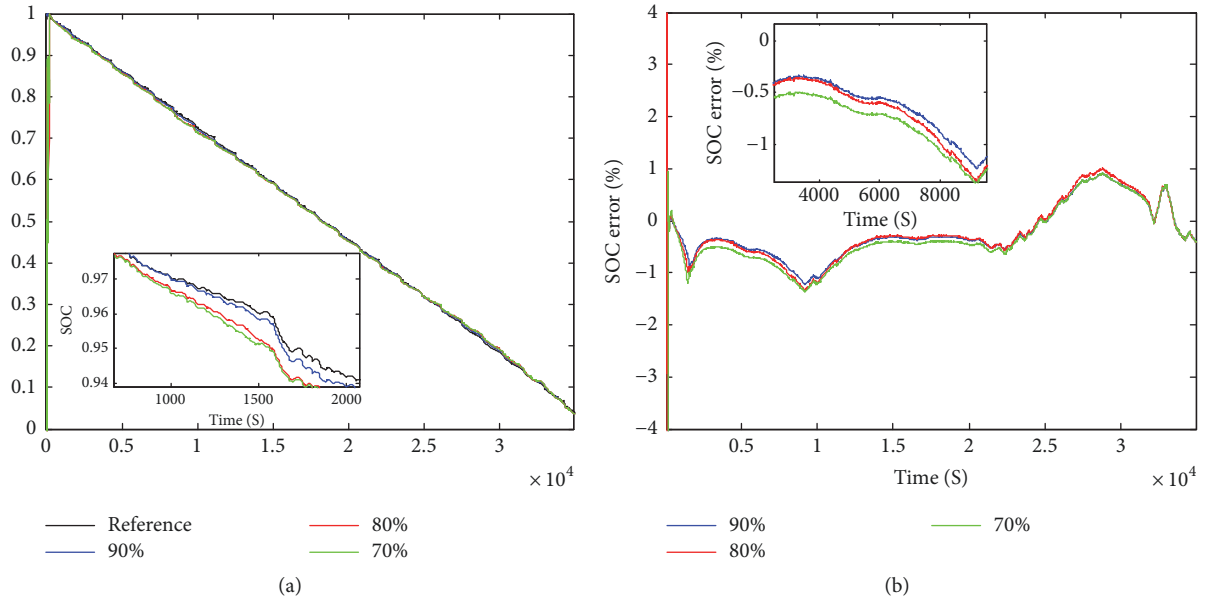 1
0.9
0.8
0.7
0.6
0.5
0.4
0.3
0.2
0.1
0
0 0.5 1 1.5 2 2.5 3
× 10⁴
SOC
0.97
0.96
0.95
0.94
1000 1500 2000
Time (S)
Reference
90%
80%
70%
(a)
SOC error (%)
4
3
2
1
0
−1
−2
−3
−4
0.5 1 1.5 2 2.5 3
× 10⁴
Time (S)
SOC error (%)
0
−0.5
−1
4000 6000 8000
Time (S)
90%
80%
70%
(b)